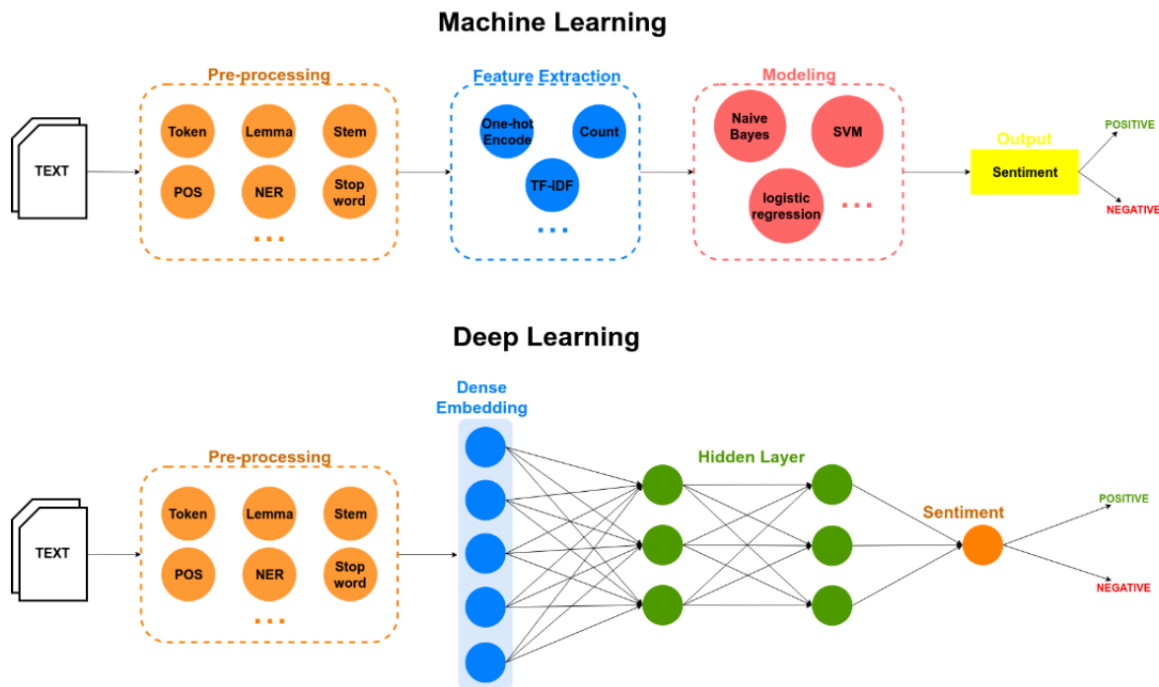 Machine Learning
Pre-processing
Feature Extraction
Modeling
TEXT
Token
Lemma
Stem
POS
NER
Stop
word
...
One-hot
Encode
Count
TF-IDF
...
Naive
Bayes
SVM
logistic
regression
...
Output
Sentiment
POSITIVE
NEGATIVE
Deep Learning
Dense
Embedding
Pre-processing
Hidden Layer
TEXT
Token
Lemma
Stem
POS
NER
Stop
word
...
Sentiment
POSITIVE
NEGATIVE